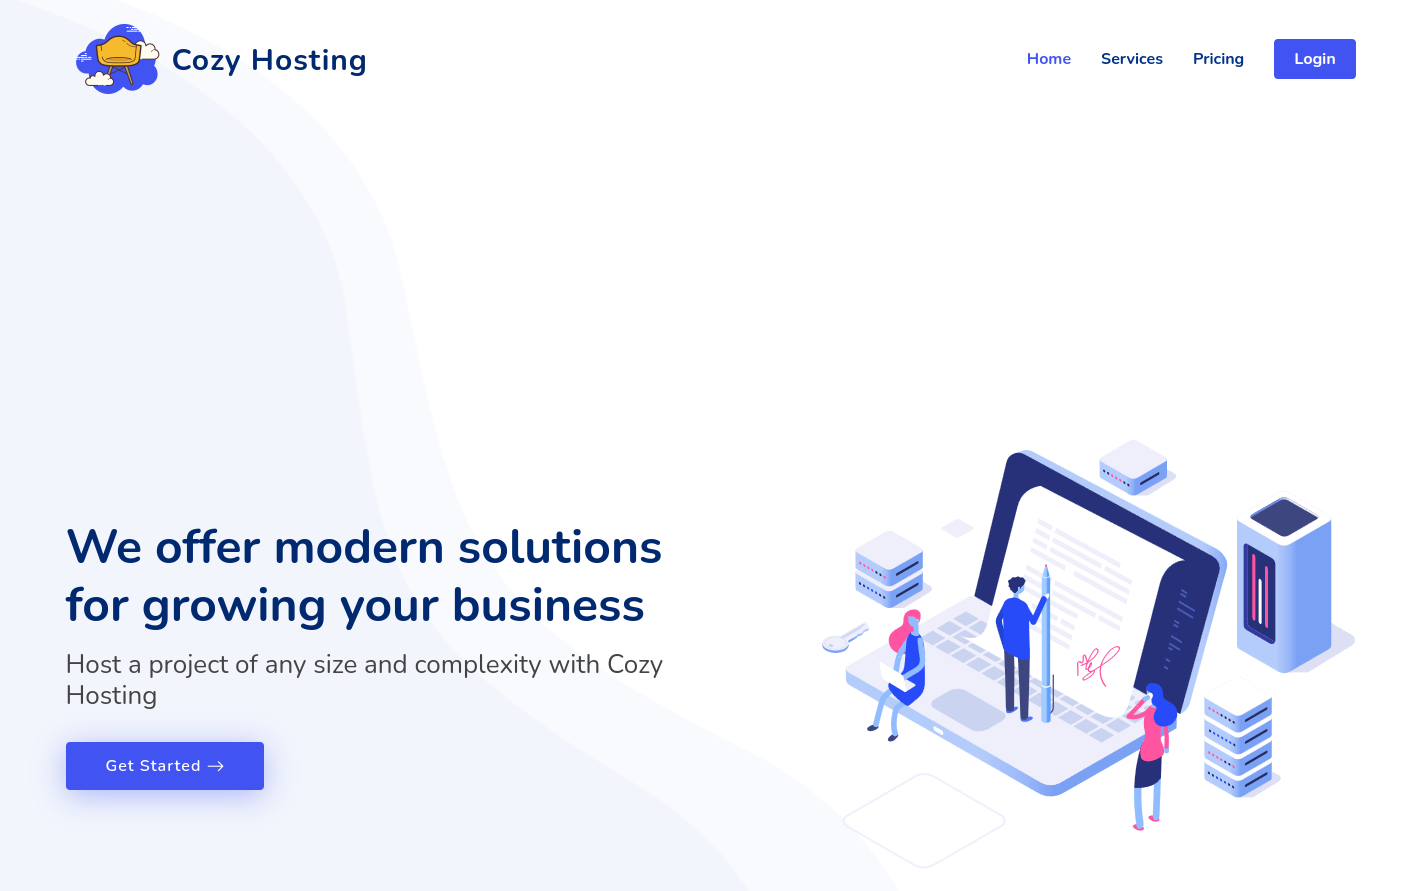 Cozy Hosting
Home
Services
Pricing
Login
We offer modern solutions
for growing your business
Host a project of any size and complexity with Cozy
Hosting
Get Started